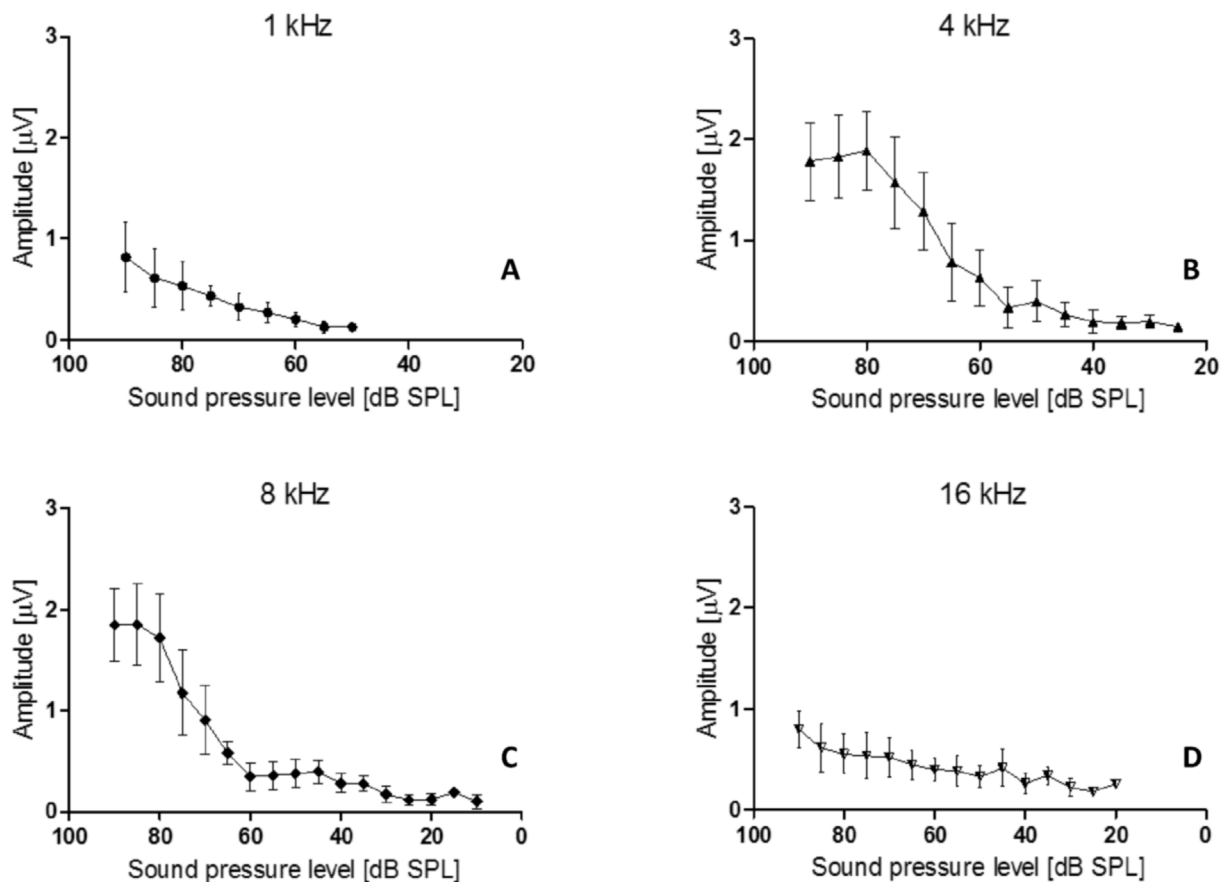 1 kHz
3
2
1
0
Amplitude [µV]
A
100 80 60 40 20
Sound pressure level [dB SPL]
4 kHz
3
2
1
0
Amplitude [µV]
B
100 80 60 40 20
Sound pressure level [dB SPL]
8 kHz
3
2
1
0
Amplitude [µV]
C
100 80 60 40 20 0
Sound pressure level [dB SPL]
16 kHz
3
2
1
0
Amplitude [µV]
D
100 80 60 40 20 0
Sound pressure level [dB SPL]